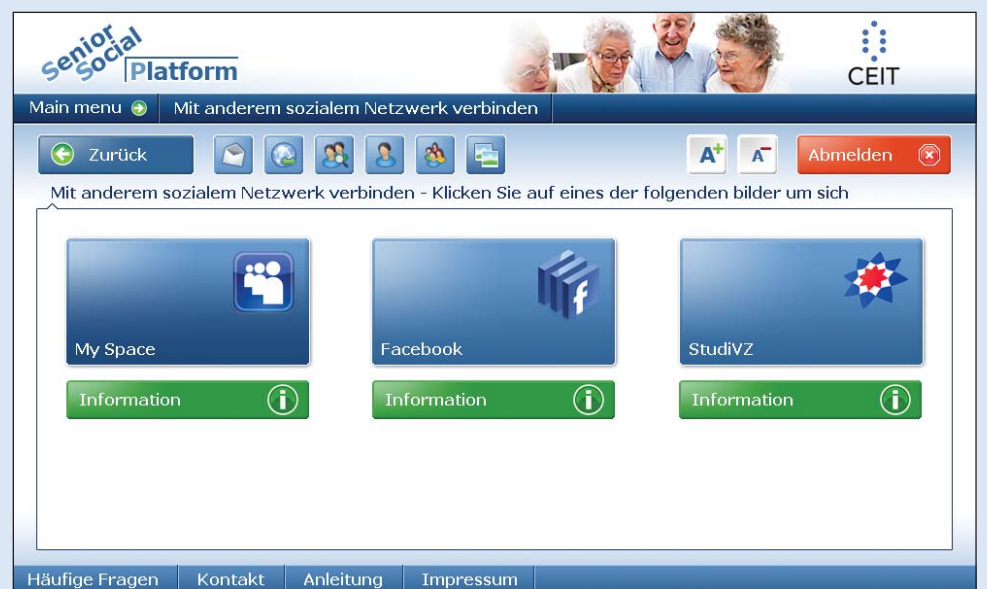 Senior
Social
Platform
CEIT
Main menu Mit anderem sozialem Netzwerk verbinden
Zurück A+ A- Abmelden
Mit anderem sozialem Netzwerk verbinden - Klicken Sie auf eines der folgenden bilder um sich
My Space Facebook StudiVZ
Information Information Information
Häufige Fragen Kontakt Anleitung Impressum